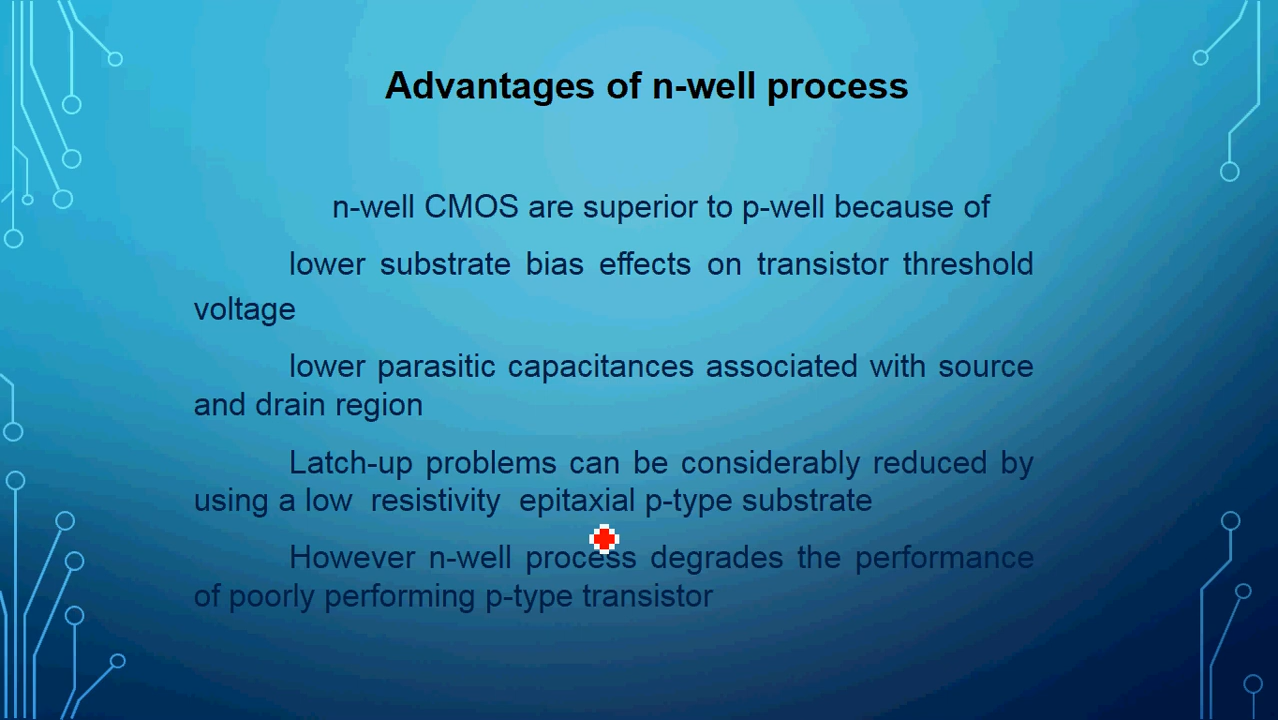 Advantages of n-well process
n-well CMOS are superior to p-well because of
lower substrate bias effects on transistor threshold
voltage
lower parasitic capacitances associated with source
and drain region
Latch-up problems can be considerably reduced by
using a low resistivity epitaxial p-type substrate
However n-well process degrades the performance
of poorly performing p-type transistor